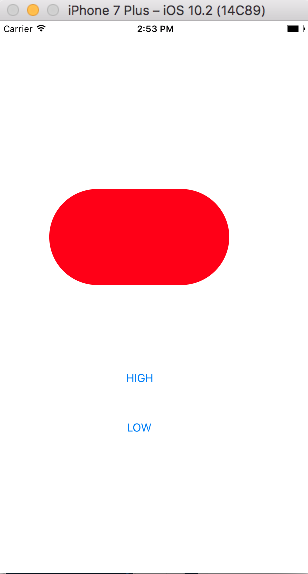 iPhone 7 Plus – iOS 10.2 (14C89)
Carrier 2:53 PM
HIGH
LOW